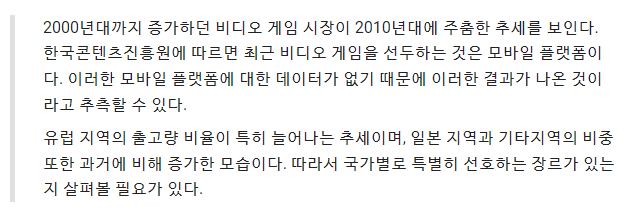 2000년대까지 증가하던 비디오 게임 시장이 2010년대에 주춤한 추세를 보인다.
한국콘텐츠진흥원에 따르면 최근 비디오 게임을 선두하는 것은 모바일 플랫폼이
다. 이러한 모바일 플랫폼에 대한 데이터가 없기 때문에 이러한 결과가 나온 것이
라고 추측할 수 있다.
유럽 지역의 출고량 비율이 특히 늘어나는 추세이며, 일본 지역과 기타지역의 비중
또한 과거에 비해 증가한 모습이다. 따라서 국가별로 특별히 선호하는 장르가 있는
지 살펴볼 필요가 있다.